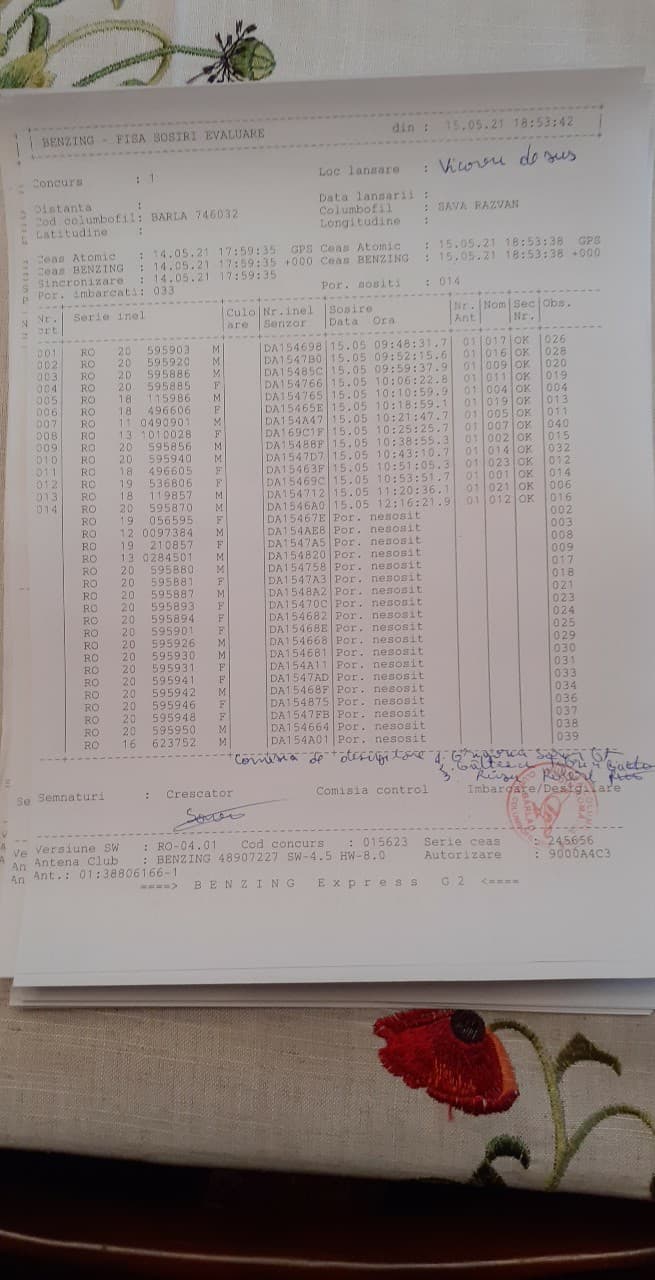 BENZING - FISA SOSIRI EVALUARE din : 15.05.21 18:53:42
Concurs : 1 Loc lansare : Vicovu de sus
Distanta : Data lansarii :
Cod columbofil: BARLA 746032 Columbofil : SAVA RAZVAN
Latitudine : Longitudine :
Ceas Atomic : 14.05.21 17:59:35 GPS Ceas Atomic : 15.05.21 18:53:38 GPS
Ceas BENZING : 14.05.21 17:59:35 +000 Ceas BENZING : 15.05.21 18:53:38 +000
Sincronizare : 14.05.21 17:59:35
Por. imbarcati: 033 Por. sositi : 014
Nr. Serie inel Culo Nr.inel Sosire Nr. Nom Sec Obs.
crt are Senzor Data Ora Ant Nr.
001 RO 20 595903 M DA154698 15.05 09:48:31.7 01 017 OK 026
002 RO 20 595920 M DA1547B0 15.05 09:52:15.6 01 016 OK 028
003 RO 20 595886 M DA15485C 15.05 09:59:37.9 01 009 OK 020
004 RO 20 595885 F DA154766 15.05 10:06:22.8 01 011 OK 019
005 RO 18 115986 M DA154765 15.05 10:10:59.9 01 004 OK 004
006 RO 18 496606 F DA15465E 15.05 10:18:59.1 01 019 OK 013
007 RO 11 0490901 M DA154A47 15.05 10:21:47.7 01 005 OK 011
008 RO 13 1010028 F DA169C1F 15.05 10:25:25.7 01 007 OK 040
009 RO 20 595856 M DA15488F 15.05 10:38:55.3 01 002 OK 015
010 RO 20 595940 M DA1547D7 15.05 10:43:10.7 01 014 OK 032
011 RO 18 496605 F DA15463F 15.05 10:51:05.3 01 023 OK 012
012 RO 19 536806 F DA15469C 15.05 10:53:51.7 01 001 OK 014
013 RO 18 119857 M DA154712 15.05 11:20:36.1 01 021 OK 006
014 RO 20 595870 M DA1546A0 15.05 12:16:21.9 01 012 OK 016
RO 19 056595 F DA15467E Por. nesosit 002
RO 12 0097384 M DA154AE8 Por. nesosit 003
RO 19 210857 F DA1547A5 Por. nesosit 008
RO 13 0284501 M DA154820 Por. nesosit 009
RO 20 595880 M DA154758 Por. nesosit 017
RO 20 595881 F DA1547A3 Por. nesosit 018
RO 20 595887 M DA1548A2 Por. nesosit 021
RO 20 595893 F DA15470C Por. nesosit 023
RO 20 595894 F DA154682 Por. nesosit 024
RO 20 595901 F DA15468E Por. nesosit 025
RO 20 595926 M DA154668 Por. nesosit 029
RO 20 595930 M DA154681 Por. nesosit 030
RO 20 595931 F DA154A11 Por. nesosit 031
RO 20 595941 F DA1547AD Por. nesosit 033
RO 20 595942 M DA15468F Por. nesosit 034
RO 20 595946 F DA154875 Por. nesosit 036
RO 20 595948 F DA1547FB Por. nesosit 037
RO 20 595950 M DA154664 Por. nesosit 038
RO 16 623752 M DA154A01 Por. nesosit 039
Comisia de desigilare
Semnaturi : Crescator Comisia control Imbarcare/Desigilare
Versiune SW : RO-04.01 Cod concurs : 015623 Serie ceas : 245656
Antena Club : BENZING 48907227 SW-4.5 HW-8.0 Autorizare : 9000A4C3
Ant.: 01:38806166-1
====> B E N Z I N G E x p r e s s G 2 <====